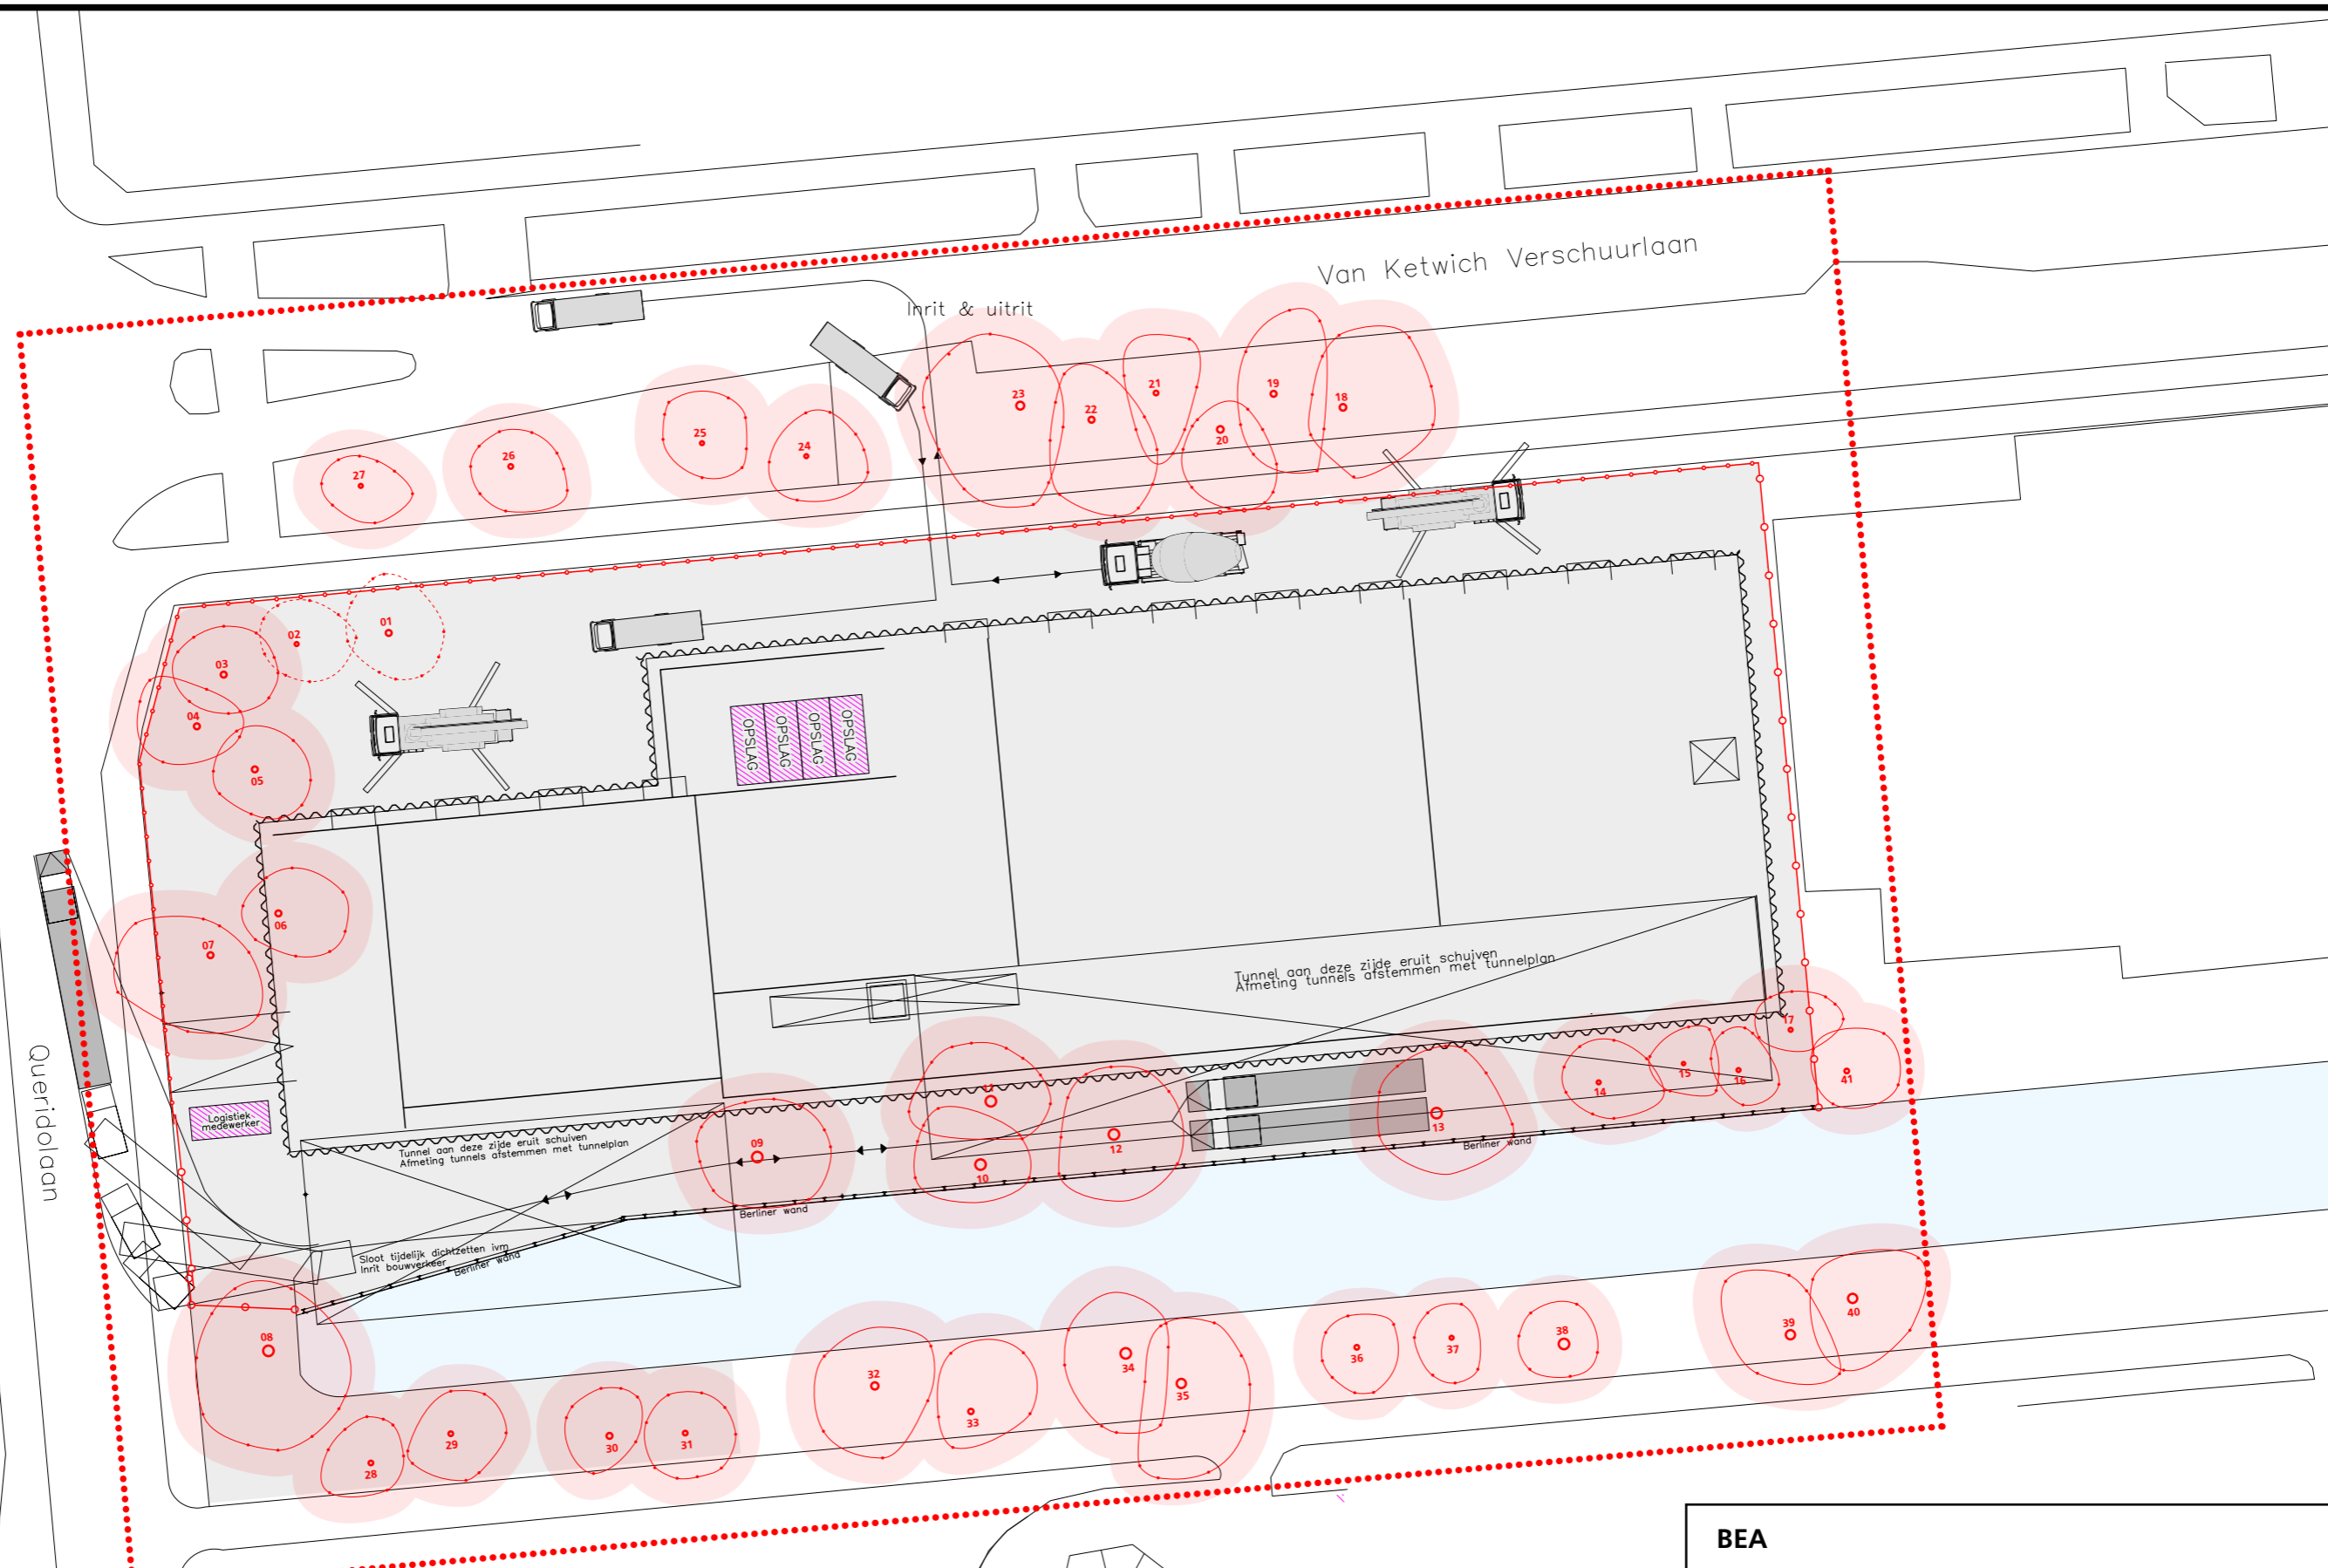 Van Ketwich Verschuurlaan
Inrit & uitrit
23
22
21
20
19
18
25
24
26
27
01
02
03
04
05
OPSLAG
OPSLAG
OPSLAG
OPSLAG
06
07
Tunnel aan deze zijde eruit schuiven
Afmeting tunnels afstemmen met tunnelplan
17
15
16
14
41
11
13
12
10
09
Logistiek-
medewerker
Tunnel aan deze zijde eruit schuiven
Afmeting tunnels afstemmen met tunnelplan
Queridolaan
Berliner wand
Berliner wand
Sloot tijdelijk dichtzetten ivm
Inrit bouwverkeer
Berliner wand
08
40
39
38
37
36
34
35
32
33
31
30
29
28
BEA